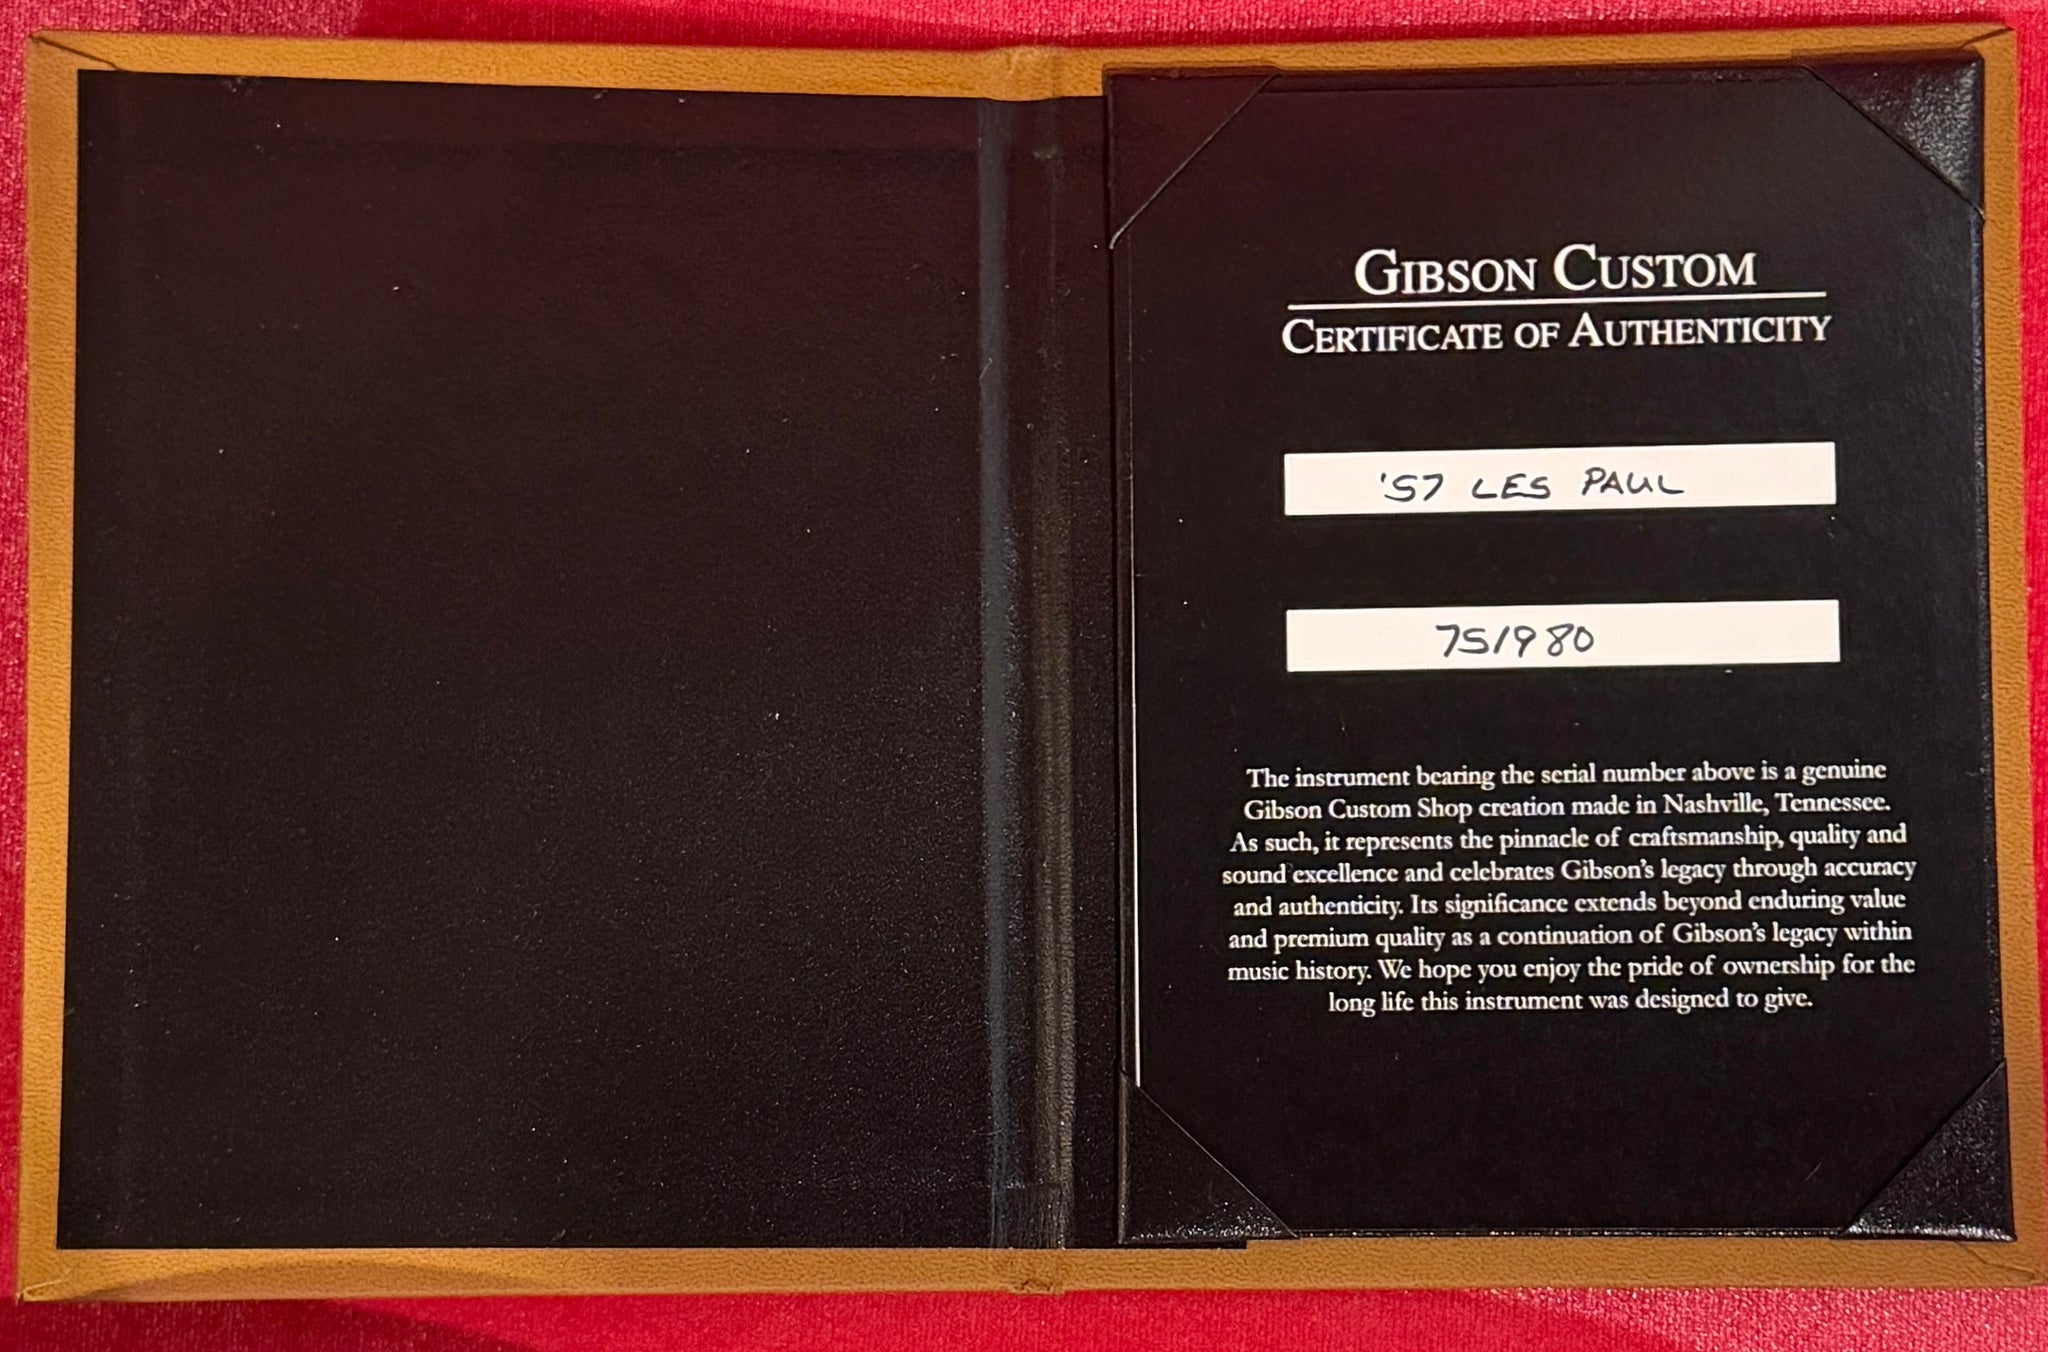 GIBSON CUSTOM
CERTIFICATE OF AUTHENTICITY
'57 LES PAUL
751980
The instrument bearing the serial number above is a genuine
Gibson Custom Shop creation made in Nashville, Tennessee.
As such, it represents the pinnacle of craftsmanship, quality and
sound excellence and celebrates Gibson's legacy through accuracy
and authenticity. Its significance extends beyond enduring value
and premium quality as a continuation of Gibson's legacy within
music history. We hope you enjoy the pride of ownership for the
long life this instrument was designed to give.